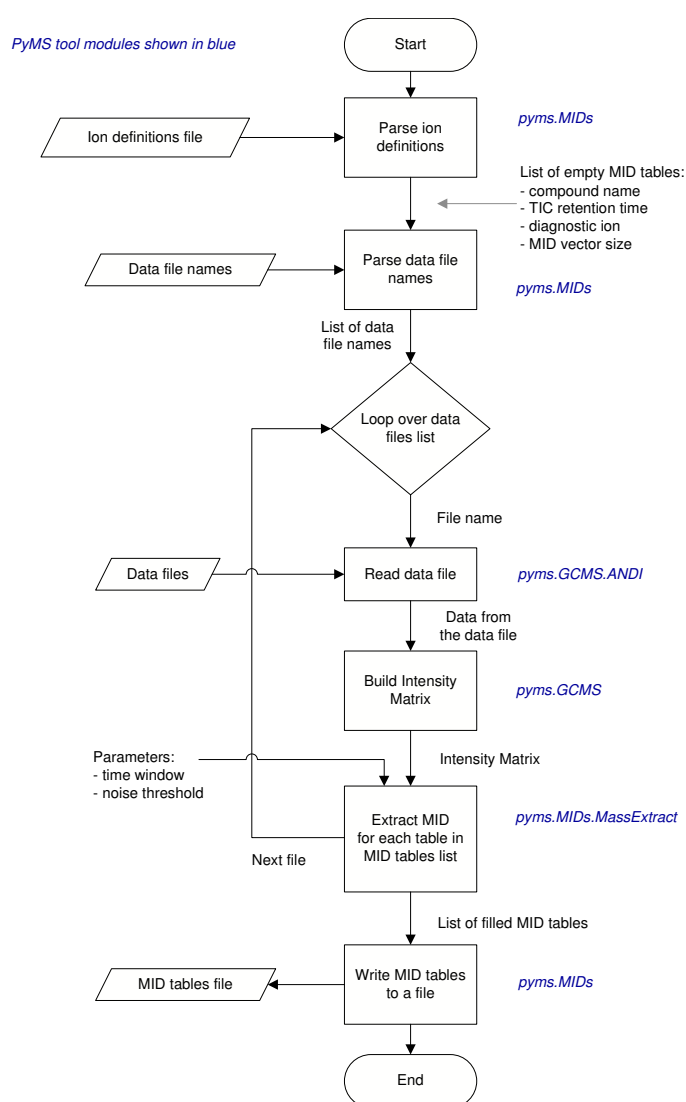 PyMS tool modules shown in blue
Start
Ion definitions file
Parse ion
definitions
pyms.MIDs
List of empty MID tables:
- compound name
- TIC retention time
- diagnostic ion
- MID vector size
Data file names
Parse data file
names
pyms.MIDs
List of data
file names
Loop over data
files list
File name
Data files
Read data file
pyms.GCMS.ANDI
Data from
the data file
Build Intensity
Matrix
pyms.GCMS
Parameters:
- time window
- noise threshold
Intensity Matrix
Extract MID
for each table in
MID tables list
pyms.MIDs.MassExtract
Next file
List of filled MID tables
MID tables file
Write MID tables
to a file
pyms.MIDs
End